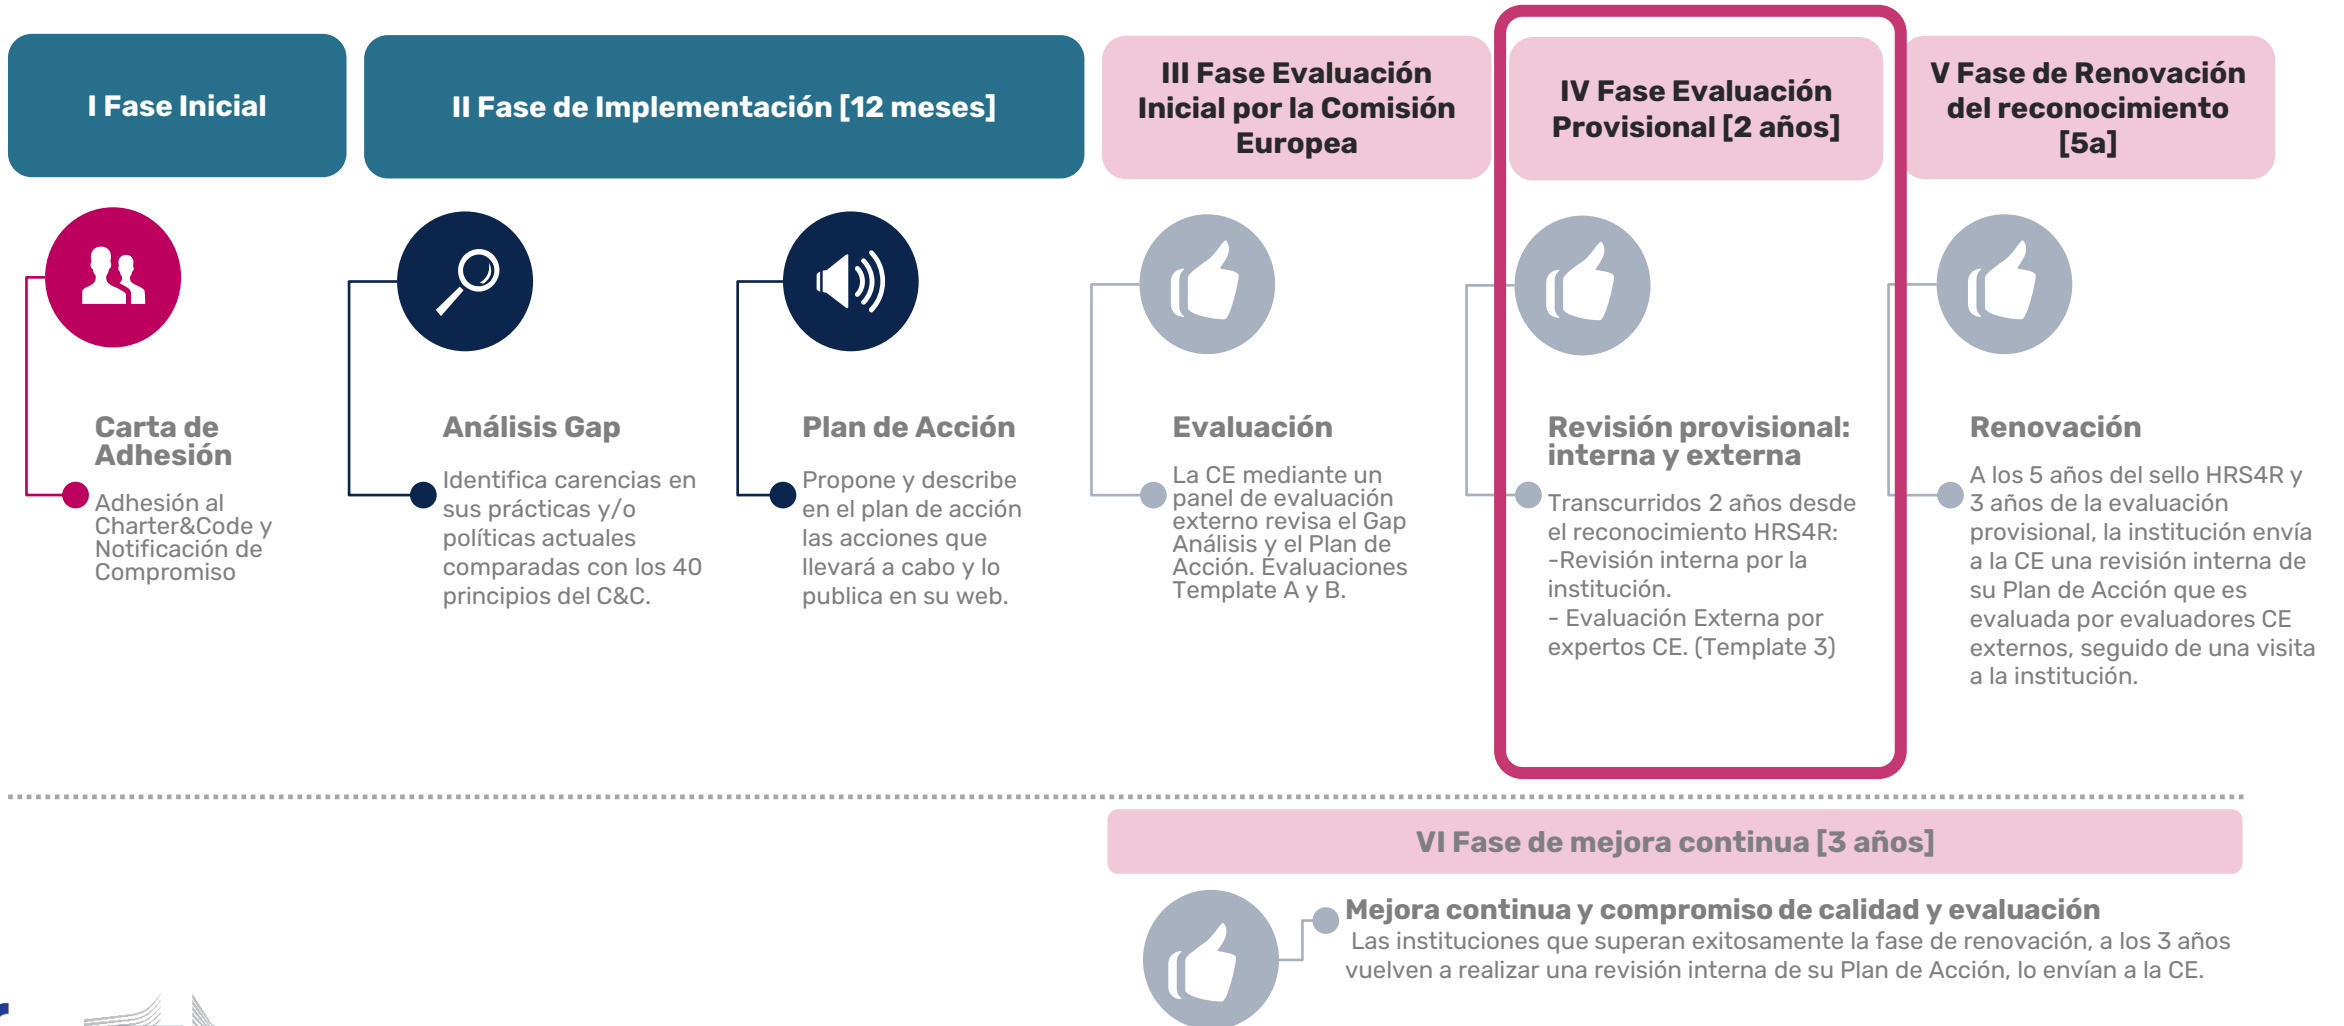 I Fase Inicial
II Fase de Implementación [12 meses]
III Fase Evaluación
Inicial por la Comisión
Europea
IV Fase Evaluación
Provisional [2 años]
V Fase de Renovación
del reconocimiento
[5a]
Carta de
Adhesión
Adhesión al
Charter&Code y
Notificación de
Compromiso
Análisis Gap
Identifica carencias en
sus prácticas y/o
políticas actuales
comparadas con los 40
principios del C&C.
Plan de Acción
Propone y describe
en el plan de acción
las acciones que
llevará a cabo y lo
publica en su web.
Evaluación
La CE mediante un
panel de evaluación
externo revisa el Gap
Análisis y el Plan de
Acción. Evaluaciones
Template A y B.
Revisión provisional:
interna y externa
Transcurridos 2 años desde
el reconocimiento HRS4R:
-Revisión interna por la
institución.
- Evaluación Externa por
expertos CE. (Template 3)
Renovación
A los 5 años del sello HRS4R y
3 años de la evaluación
provisional, la institución envía
a la CE una revisión interna de
su Plan de Acción que es
evaluada por evaluadores CE
externos, seguido de una visita
a la institución.
VI Fase de mejora continua [3 años]
Mejora continua y compromiso de calidad y evaluación
Las instituciones que superan exitosamente la fase de renovación, a los 3 años
vuelven a realizar una revisión interna de su Plan de Acción, lo envían a la CE.